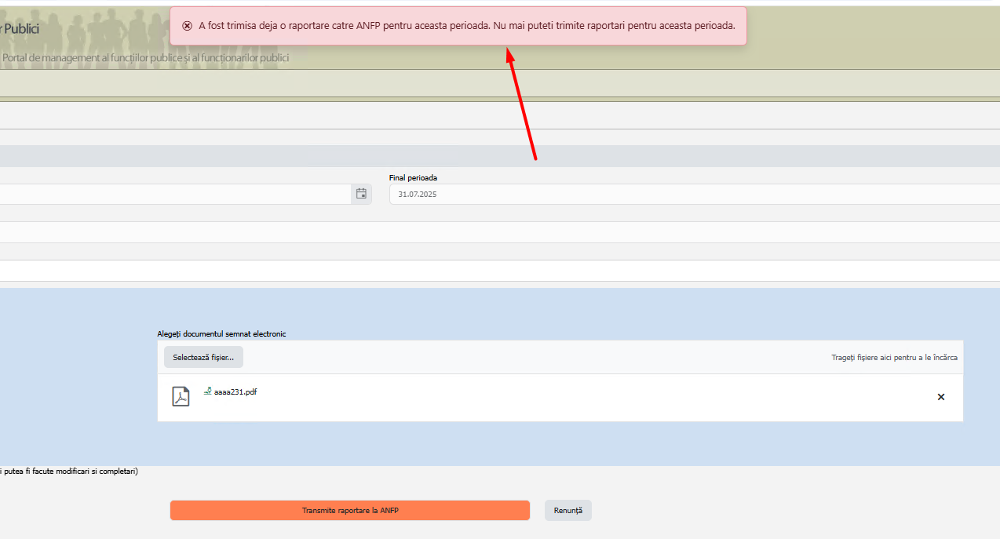 A fost trimisa deja o raportare catre ANFP pentru aceasta perioada. Nu mai puteti trimite raportari pentru aceasta perioada.
Publici
Portal de management al funcțiilor publice și al funcționarilor publici
Final perioada
31.07.2025
Alegeți documentul semnat electronic
Selectează fișier...
Trageți fișiere aici pentru a le încărca
aaaa231.pdf
i putea fi facute modificari si completari)
Transmite raportare la ANFP
Renunță